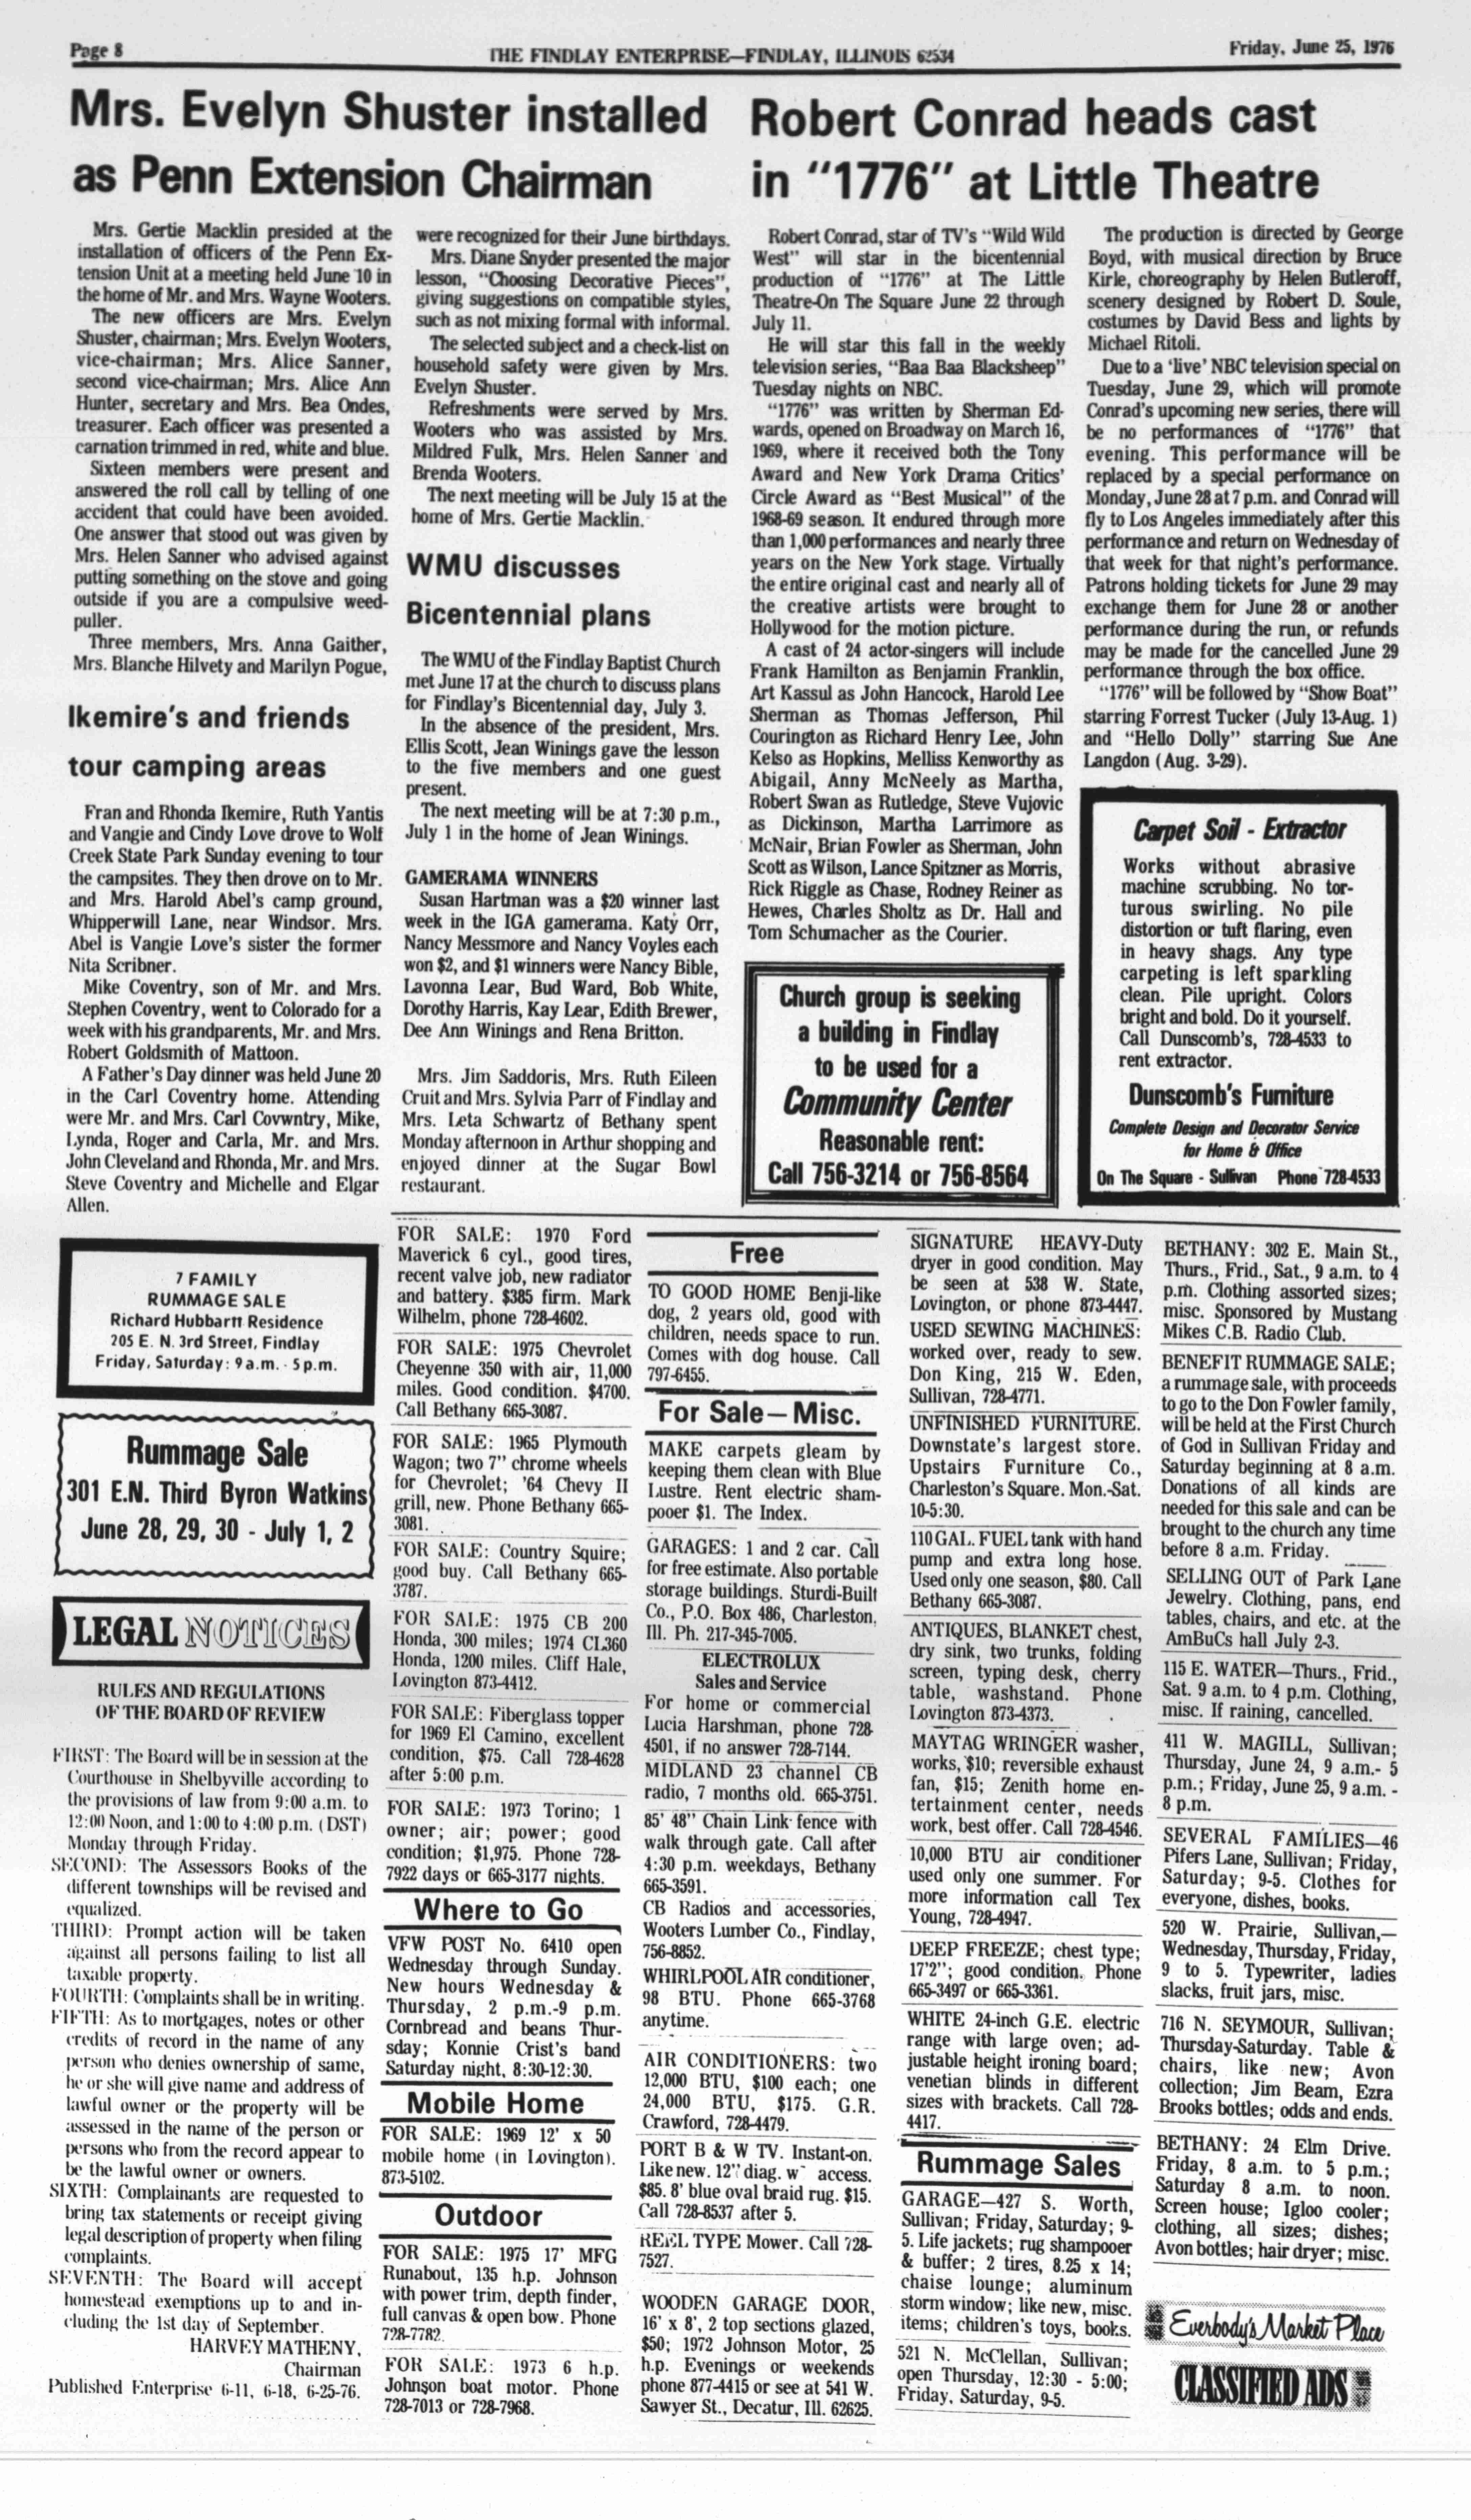 Page 8
THE FINDLAY ENTERPRISE—FINDLAY, ILLINOIS 62534
Friday, June 25, 1976
Mrs. Evelyn Shuster installed
as Penn Extension Chairman
Mrs. Gertie Macklin presided at the
installation of officers of the Penn Ex-
tension Unit at a meeting held June 10 in
the home of Mr. and Mrs. Wayne Wooters.
The new officers are Mrs. Evelyn
Shuster, chairman; Mrs. Evelyn Wooters,
vice-chairman; Mrs. Alice Sanner,
second vice-chairman; Mrs. Alice Ann
Hunter, secretary and Mrs. Bea Ondes,
treasurer. Each officer was presented a
carnation trimmed in red, white and blue.
Sixteen members were present and
answered the roll call by telling of one
accident that could have been avoided.
One answer that stood out was given by
Mrs. Helen Sanner who advised against
putting something on the stove and going
outside if you are a compulsive weed-
puller.
Three members, Mrs. Anna Gaither,
Mrs. Blanche Hilvety and Marilyn Pogue,
were recognized for their June birthdays.
Mrs. Diane Snyder presented the major
lesson, "Choosing Decorative Pieces",
giving suggestions on compatible styles,
such as not mixing formal with informal.
The selected subject and a check-list on
household safety were given by Mrs.
Evelyn Shuster.
Refreshments were served by Mrs.
Wooters who was assisted by Mrs.
Mildred Fulk, Mrs. Helen Sanner and
Brenda Wooters.
The next meeting will be July 15 at the
home of Mrs. Gertie Macklin.
Ikemire's and friends
tour camping areas
Fran and Rhonda Ikemire, Ruth Yantis
and Vangie and Cindy Love drove to Wolf
Creek State Park Sunday evening to tour
the campsites. They then drove on to Mr.
and Mrs. Harold Abel's camp ground,
Whipperwill Lane, near Windsor. Mrs.
Abel is Vangie Love's sister the former
Nita Scribner.
Mike Coventry, son of Mr. and Mrs.
Stephen Coventry, went to Colorado for a
week with his grandparents, Mr. and Mrs.
Robert Goldsmith of Mattoon.
A Father's Day dinner was held June 20
in the Carl Coventry home. Attending
were Mr. and Mrs. Carl Covwntry, Mike,
Lynda, Roger and Carla, Mr. and Mrs.
John Cleveland and Rhonda, Mr. and Mrs.
Steve Coventry and Michelle and Elgar
Allen.
WMU discusses
Bicentennial plans
The WMU of the Findlay Baptist Church
met June 17 at the church to discuss plans
for Findlay's Bicentennial day, July 3.
In the absence of the president, Mrs.
Ellis Scott, Jean Winings gave the lesson
to the five members and one guest
present.
The next meeting will be at 7:30 p.m.,
July 1 in the home of Jean Winings.
GAMERAMA WINNERS
Susan Hartman was a $20 winner last
week in the IGA gamerama. Katy Orr,
Nancy Messmore and Nancy Voyles each
won $2, and $1 winners were Nancy Bible,
Lavonna Lear, Bud Ward, Bob White,
Dorothy Harris, Kay Lear, Edith Brewer,
Dee Ann Winings and Rena Britton.
Mrs. Jim Saddoris, Mrs. Ruth Eileen
Cruit and Mrs. Sylvia Parr of Findlay and
Mrs. Leta Schwartz of Bethany spent
Monday afternoon in Arthur shopping and
enjoyed dinner at the Sugar Bowl
restaurant.
Robert Conrad heads cast
in "1776" at Little Theatre
Robert Conrad, star of TV's "Wild Wild
West" will star in the bicentennial
production of "1776" at The Little
Theatre-On The Square June 22 through
July 11.
He will star this fall in the weekly
television series, "Baa Baa Blacksheep"
Tuesday nights on NBC.
"1776" was written by Sherman Ed-
wards, opened on Broadway on March 16,
1969, where it received both the Tony
Award and New York Drama Critics'
Circle Award as "Best Musical" of the
1968-69 season. It endured through more
than 1,000 performances and nearly three
years on the New York stage. Virtually
the entire original cast and nearly all of
the creative artists were brought to
Hollywood for the motion picture.
A cast of 24 actor-singers will include
Frank Hamilton as Benjamin Franklin,
Art Kassul as John Hancock, Harold Lee
Sherman as Thomas Jefferson, Phil
Courington as Richard Henry Lee, John
Kelso as Hopkins, Melliss Kenworthy as
Abigail, Anny McNeely as Martha,
Robert Swan as Rutledge, Steve Vujovic
as Dickinson, Martha Larrimore as
McNair, Brian Fowler as Sherman, John
Scott as Wilson, Lance Spitzner as Morris,
Rick Riggle as Chase, Rodney Reiner as
Hewes, Charles Sholtz as Dr. Hall and
Tom Schumacher as the Courier.
The production is directed by George
Boyd, with musical direction by Bruce
Kirle, choreography by Helen Butleroff,
scenery designed by Robert D. Soule,
costumes by David Bess and lights by
Michael Ritoli.
Due to a 'live' NBC television special on
Tuesday, June 29, which will promote
Conrad's upcoming new series, there will
be no performances of "1776" that
evening. This performance will be
replaced by a special performance on
Monday, June 28 at 7 p.m. and Conrad will
fly to Los Angeles immediately after this
performance and return on Wednesday of
that week for that night's performance.
Patrons holding tickets for June 29 may
exchange them for June 28 or another
performance during the run, or refunds
may be made for the cancelled June 29
performance through the box office.
"1776" will be followed by "Show Boat"
starring Forrest Tucker (July 13-Aug. 1)
and "Hello Dolly" starring Sue Ane
Langdon (Aug. 3-29).
Church group is seeking
a building in Findlay
to be used for a
Community Center
Reasonable rent:
Call 756-3214 or 756-8564
Carpet Soil - Extractor
Works without abrasive
machine scrubbing. No tor-
turous swirling. No pile
distortion or tuft flaring, even
in heavy shags. Any type
carpeting is left sparkling
clean. Pile upright. Colors
bright and bold. Do it yourself.
Call Dunscomb's, 728-4533 to
rent extractor.
Dunscomb's Furniture
Complete Design and Decorator Service
for Home & Office
On The Square - Sullivan Phone 728-4533
7 FAMILY
RUMMAGE SALE
Richard Hubbartt Residence
205 E. N. 3rd Street, Findlay
Friday, Saturday: 9 a.m. - 5 p.m.
Rummage Sale
301 E.N. Third Byron Watkins
June 28, 29, 30 - July 1, 2
LEGAL NOTICES
RULES AND REGULATIONS
OF THE BOARD OF REVIEW
FIRST: The Board will be in session at the
Courthouse in Shelbyville according to
the provisions of law from 9:00 a.m. to
12:00 Noon, and 1:00 to 4:00 p.m. (DST)
Monday through Friday.
SECOND: The Assessors Books of the
different townships will be revised and
equalized.
THIRD: Prompt action will be taken
against all persons failing to list all
taxable property.
FOURTH: Complaints shall be in writing.
FIFTH: As to mortgages, notes or other
credits of record in the name of any
person who denies ownership of same,
he or she will give name and address of
lawful owner or the property will be
assessed in the name of the person or
persons who from the record appear to
be the lawful owner or owners.
SIXTH: Complainants are requested to
bring tax statements or receipt giving
legal description of property when filing
complaints.
SEVENTH: The Board will accept
homestead exemptions up to and in-
cluding the 1st day of September.
HARVEY MATHENY,
Chairman
Published Enterprise 6-11, 6-18, 6-25-76.
FOR SALE: 1970 Ford
Maverick 6 cyl., good tires,
recent valve job, new radiator
and battery. $385 firm. Mark
Wilhelm, phone 728-4602.
FOR SALE: 1975 Chevrolet
Cheyenne 350 with air, 11,000
miles. Good condition. $4700.
Call Bethany 665-3087.
FOR SALE: 1965 Plymouth
Wagon; two 7" chrome wheels
for Chevrolet; '64 Chevy II
grill, new. Phone Bethany 665-
3081.
FOR SALE: Country Squire;
good buy. Call Bethany 665-
3787.
FOR SALE: 1975 CB 200
Honda, 300 miles; 1974 CL360
Honda, 1200 miles. Cliff Hale,
Lovington 873-4412.
FOR SALE: Fiberglass topper
for 1969 El Camino, excellent
condition, $75. Call 728-4628
after 5:00 p.m.
FOR SALE: 1973 Torino; 1
owner; air; power; good
condition; $1,975. Phone 728-
7922 days or 665-3177 nights.
Where to Go
VFW POST No. 6410 open
Wednesday through Sunday.
New hours Wednesday &
Thursday, 2 p.m.-9 p.m.
Cornbread and beans Thur-
sday; Konnie Crist's band
Saturday night, 8:30-12:30.
Mobile Home
FOR SALE: 1969 12' x 50
mobile home (in Lovington).
873-5102.
Outdoor
FOR SALE: 1975 17' MFG
Runabout, 135 h.p. Johnson
with power trim, depth finder,
full canvas & open bow. Phone
728-7782.
FOR SALE: 1973 6 h.p.
Johnson boat motor. Phone
728-7013 or 728-7968.
Free
TO GOOD HOME Benji-like
dog, 2 years old, good with
children, needs space to run.
Comes with dog house. Call
797-6455.
For Sale—Misc.
MAKE carpets gleam by
keeping them clean with Blue
Lustre. Rent electric sham-
pooer $1. The Index.
GARAGES: 1 and 2 car. Call
for free estimate. Also portable
storage buildings. Sturdi-Built
Co., P.O. Box 486, Charleston,
Ill. Ph. 217-345-7005.
ELECTROLUX
Sales and Service
For home or commercial
Lucia Harshman, phone 728-
4501, if no answer 728-7144.
MIDLAND 23 channel CB
radio, 7 months old. 665-3751.
85' 48" Chain Link fence with
walk through gate. Call after
4:30 p.m. weekdays, Bethany
665-3591.
CB Radios and accessories,
Wooters Lumber Co., Findlay,
756-8852.
WHIRLPOOL AIR conditioner,
98 BTU. Phone 665-3768
anytime.
AIR CONDITIONERS: two
12,000 BTU, $100 each; one
24,000 BTU, $175. G.R.
Crawford, 728-4479.
PORT B & W TV. Instant-on.
Like new. 12" diag. w access.
$85. 8' blue oval braid rug. $15.
Call 728-8537 after 5.
REEL TYPE Mower. Call 728-
7527.
WOODEN GARAGE DOOR,
16' x 8', 2 top sections glazed,
$50; 1972 Johnson Motor, 25
h.p. Evenings or weekends
phone 877-4415 or see at 541 W.
Sawyer St., Decatur, Ill. 62625.
SIGNATURE HEAVY-Duty
dryer in good condition. May
be seen at 538 W. State,
Lovington, or phone 873-4447.
USED SEWING MACHINES:
worked over, ready to sew.
Don King, 215 W. Eden,
Sullivan, 728-4771.
UNFINISHED FURNITURE.
Downstate's largest store.
Upstairs Furniture Co.,
Charleston's Square. Mon.-Sat.
10-5:30.
110 GAL. FUEL tank with hand
pump and extra long hose.
Used only one season, $80. Call
Bethany 665-3087.
ANTIQUES, BLANKET chest,
dry sink, two trunks, folding
screen, typing desk, cherry
table, washstand. Phone
Lovington 873-4373.
MAYTAG WRINGER washer,
works, $10; reversible exhaust
fan, $15; Zenith home en-
tertainment center, needs
work, best offer. Call 728-4546.
10,000 BTU air conditioner
used only one summer. For
more information call Tex
Young, 728-4947.
DEEP FREEZE; chest type;
17'2"; good condition. Phone
665-3497 or 665-3361.
WHITE 24-inch G.E. electric
range with large oven; ad-
justable height ironing board;
venetian blinds in different
sizes with brackets. Call 728-
4417.
Rummage Sales
GARAGE—427 S. Worth,
Sullivan; Friday, Saturday; 9-
5. Life jackets; rug shampooer
& buffer; 2 tires, 8.25 x 14;
chaise lounge; aluminum
storm window; like new, misc.
items; children's toys, books.
521 N. McClellan, Sullivan;
open Thursday, 12:30 - 5:00;
Friday, Saturday, 9-5.
BETHANY: 302 E. Main St.,
Thurs., Frid., Sat., 9 a.m. to 4
p.m. Clothing assorted sizes;
misc. Sponsored by Mustang
Mikes C.B. Radio Club.
BENEFIT RUMMAGE SALE;
a rummage sale, with proceeds
to go to the Don Fowler family,
will be held at the First Church
of God in Sullivan Friday and
Saturday beginning at 8 a.m.
Donations of all kinds are
needed for this sale and can be
brought to the church any time
before 8 a.m. Friday.
SELLING OUT of Park Lane
Jewelry. Clothing, pans, end
tables, chairs, and etc. at the
AmBuCs hall July 2-3.
115 E. WATER—Thurs., Frid.,
Sat. 9 a.m. to 4 p.m. Clothing,
misc. If raining, cancelled.
411 W. MAGILL, Sullivan;
Thursday, June 24, 9 a.m.- 5
p.m.; Friday, June 25, 9 a.m. -
8 p.m.
SEVERAL FAMILIES—46
Pifers Lane, Sullivan; Friday,
Saturday; 9-5. Clothes for
everyone, dishes, books.
520 W. Prairie, Sullivan,—
Wednesday, Thursday, Friday,
9 to 5. Typewriter, ladies
slacks, fruit jars, misc.
716 N. SEYMOUR, Sullivan;
Thursday-Saturday. Table &
chairs, like new; Avon
collection; Jim Beam, Ezra
Brooks bottles; odds and ends.
BETHANY: 24 Elm Drive.
Friday, 8 a.m. to 5 p.m.;
Saturday 8 a.m. to noon.
Screen house; Igloo cooler;
clothing, all sizes; dishes;
Avon bottles; hair dryer; misc.
Everbody's Market Place
CLASSIFIED ADS